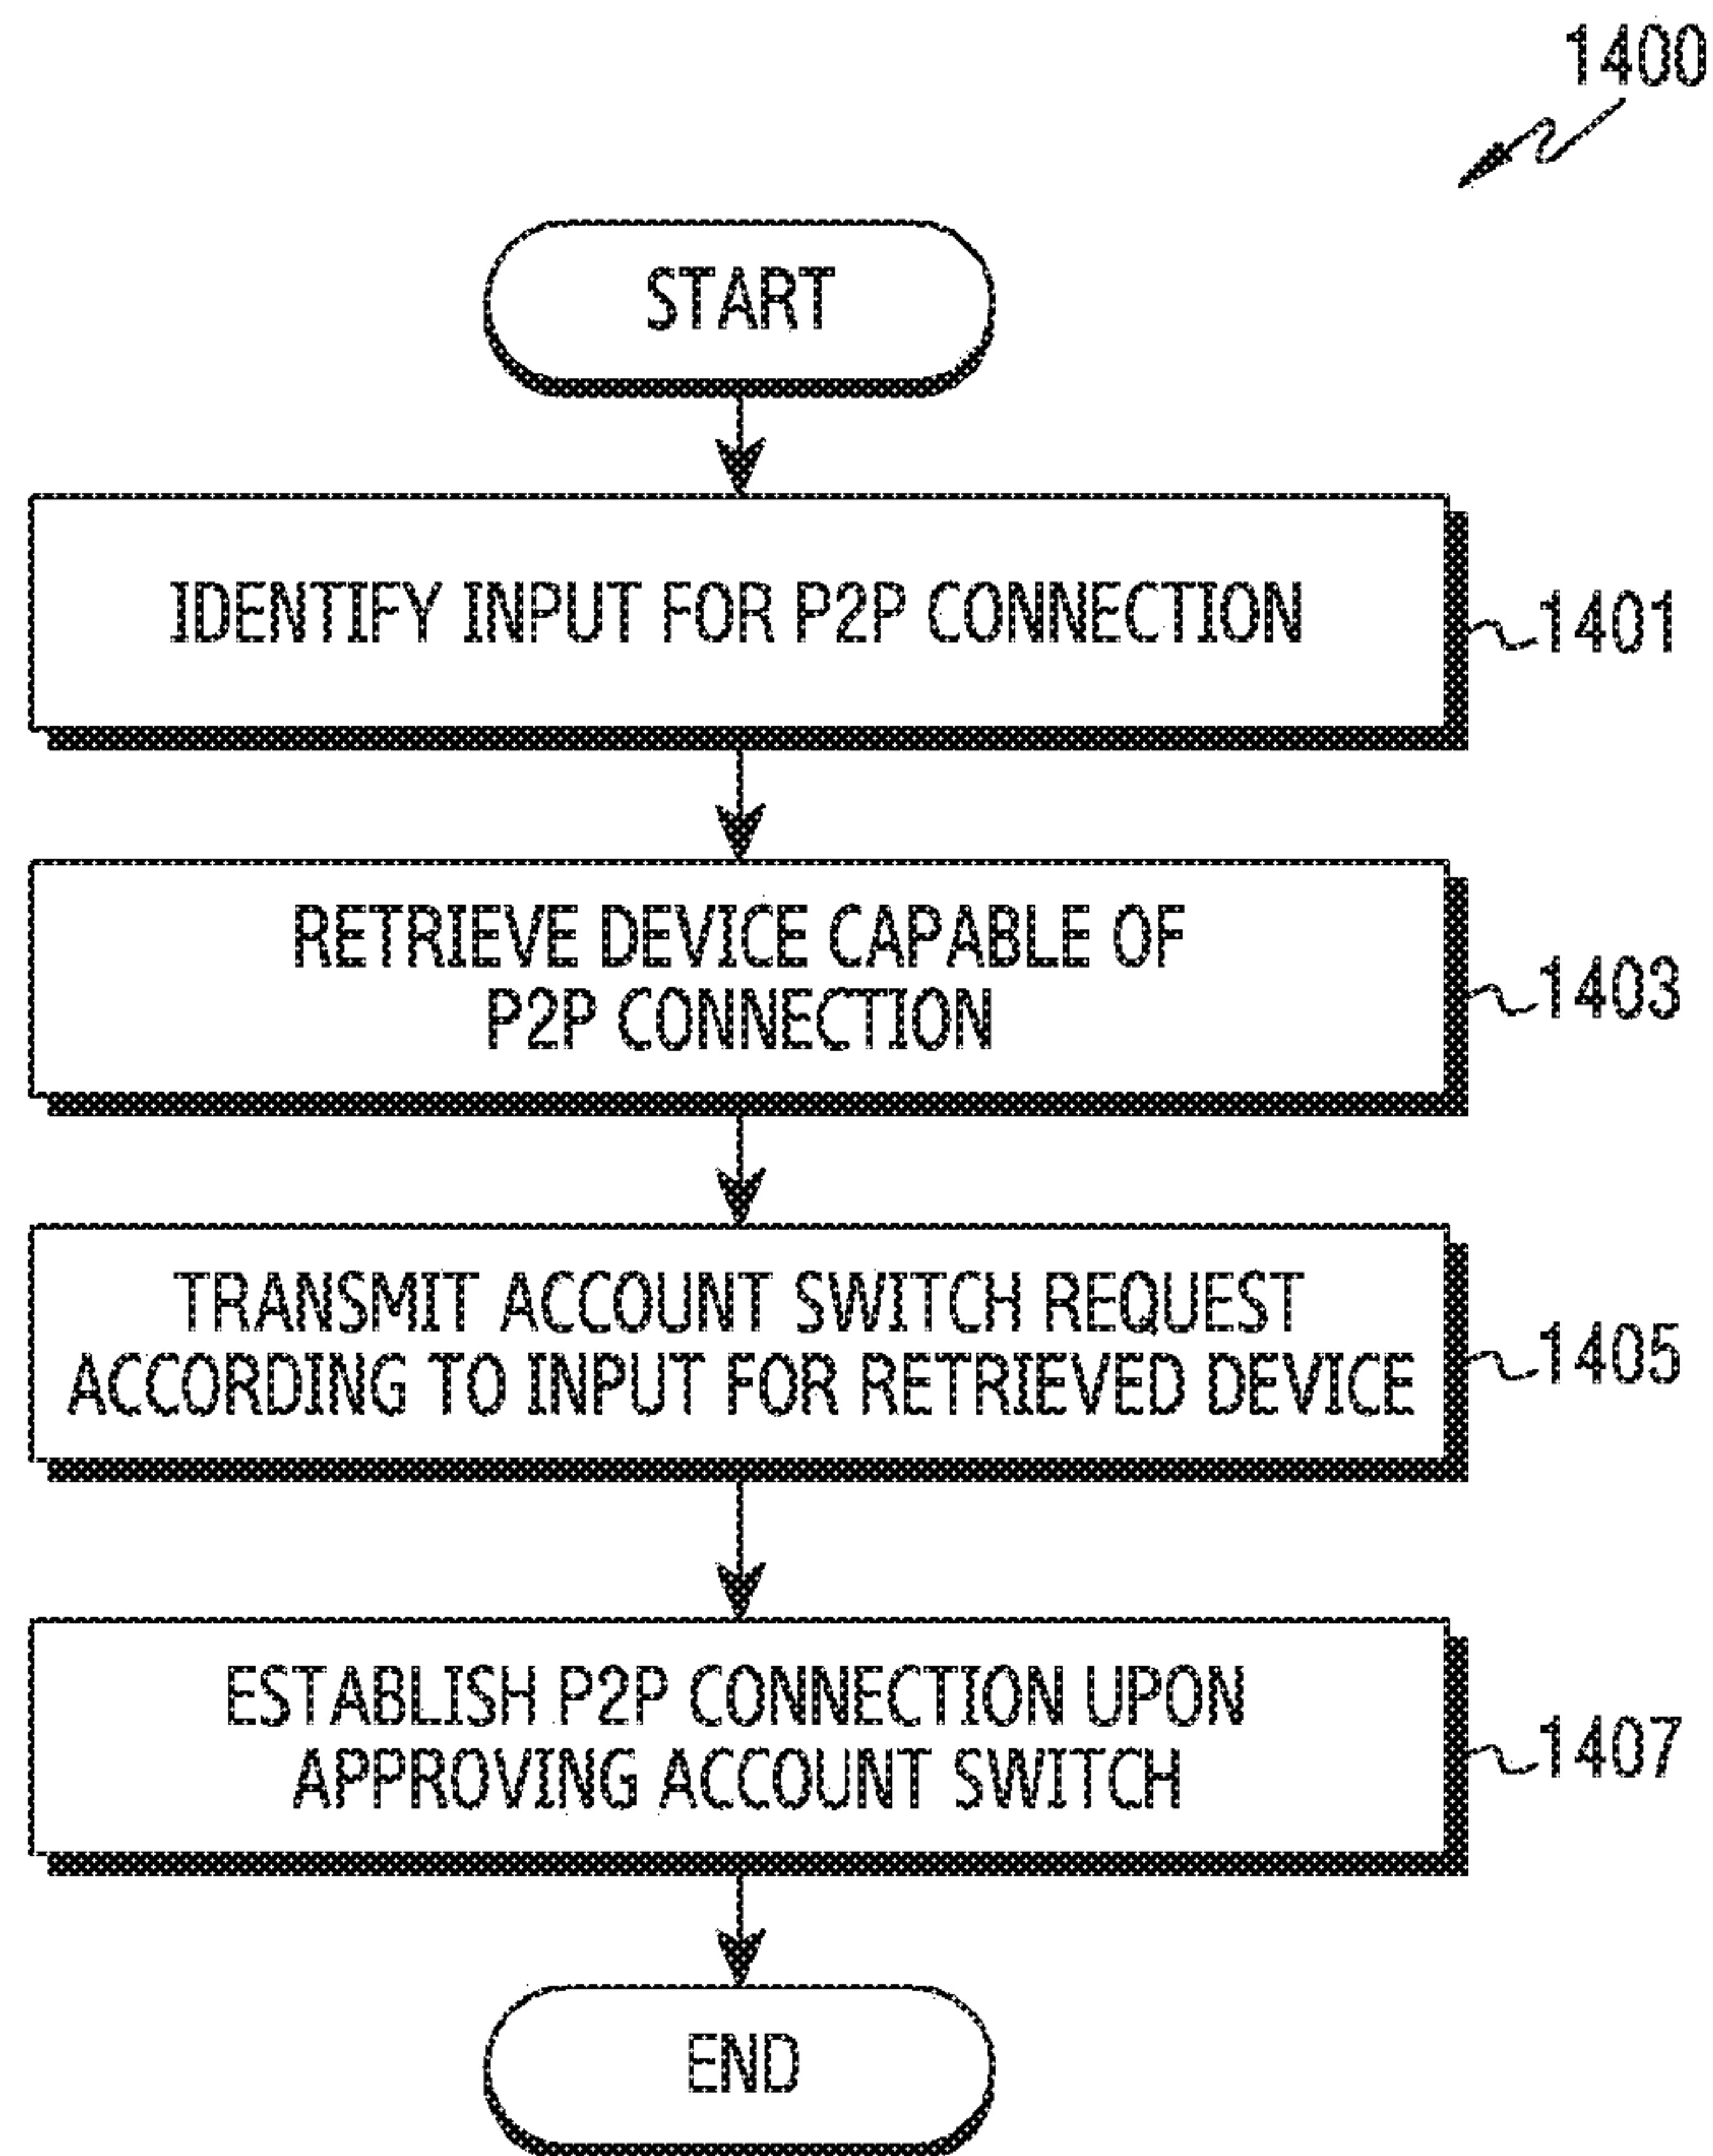 1400
START
IDENTIFY INPUT FOR P2P CONNECTION
1401
RETRIEVE DEVICE CAPABLE OF
P2P CONNECTION
1403
TRANSMIT ACCOUNT SWITCH REQUEST
ACCORDING TO INPUT FOR RETRIEVED DEVICE
1405
ESTABLISH P2P CONNECTION UPON
APPROVING ACCOUNT SWITCH
1407
END